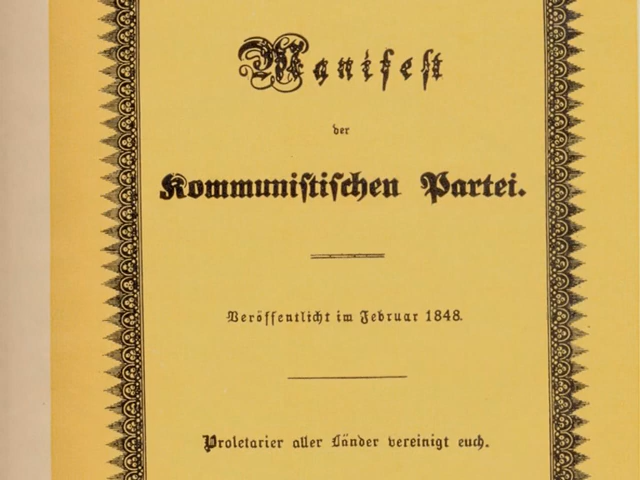 Manifest
der
Kommunistischen Partei.
Veröffentlicht im Februar 1848.
Proletarier aller Länder vereinigt euch.